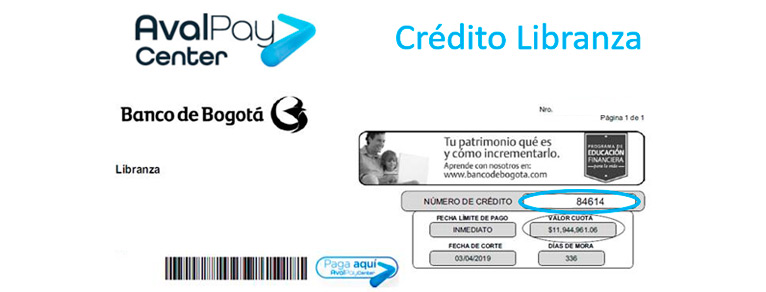 AvalPay
Center
Crédito Libranza
Banco de Bogotá
Nro.
Página 1 de 1
Tu patrimonio qué es
y cómo incrementarlo.
Aprende con nosotros en:
www.bancodebogota.com
PROGRAMA DE
EDUCACIÓN
FINANCIERA
para la vida
Libranza
NÚMERO DE CRÉDITO 84614
FECHA LÍMITE DE PAGO VALOR CUOTA
INMEDIATO $11,944,961.06
FECHA DE CORTE DÍAS DE MORA
03/04/2019 336
Paga aquí
AvalPayCenter